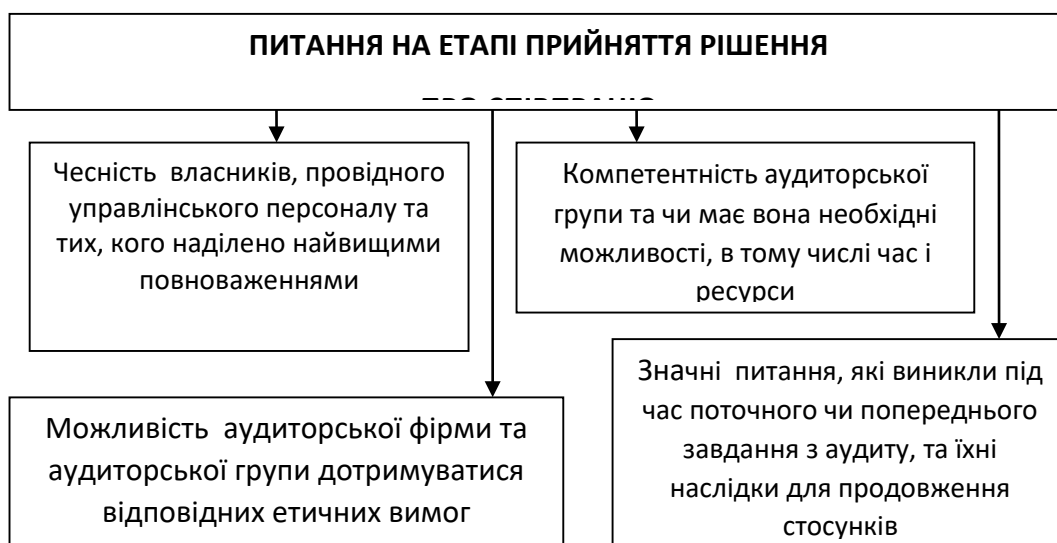 ПИТАННЯ НА ЕТАПІ ПРИЙНЯТТЯ РІШЕННЯ
ПРО СПІВПРАЦЮ
Чесність власників, провідного
управлінського персоналу та
тих, кого наділено найвищими
повноваженнями
Компетентність аудиторської
групи та чи має вона необхідні
можливості, в тому числі час і
ресурси
Можливість аудиторської фірми та
аудиторської групи дотримуватися
відповідних етичних вимог
Значні питання, які виникли під
час поточного чи попереднього
завдання з аудиту, та їхні
наслідки для продовження
стосунків